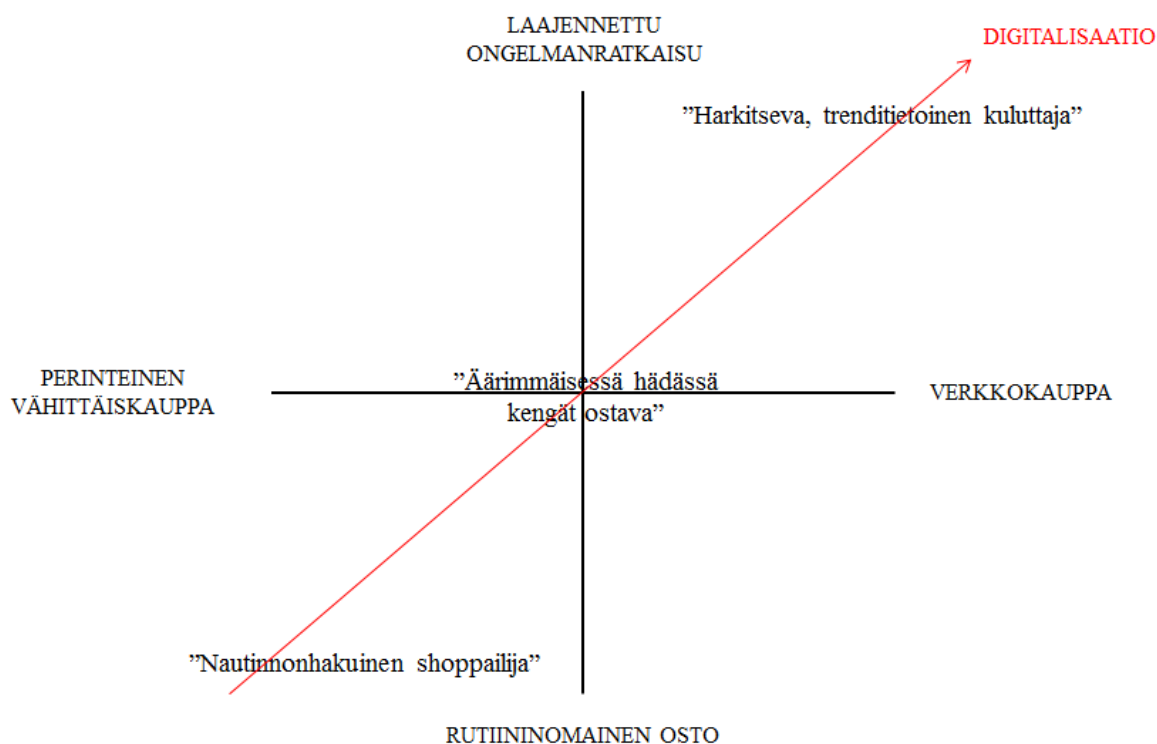 LAAJENNETTU
ONGELMANRATKAISU
DIGITALISAATIO
”Harkitseva, trenditietoinen kuluttaja”
PERINTEINEN
VÄHITTÄISKAUPPA
”Äärimmäisessä hädässä
kengät ostava”
VERKKOKAUPPA
”Nautinnonhakuinen shoppailija”
RUTIININOMAINEN OSTO